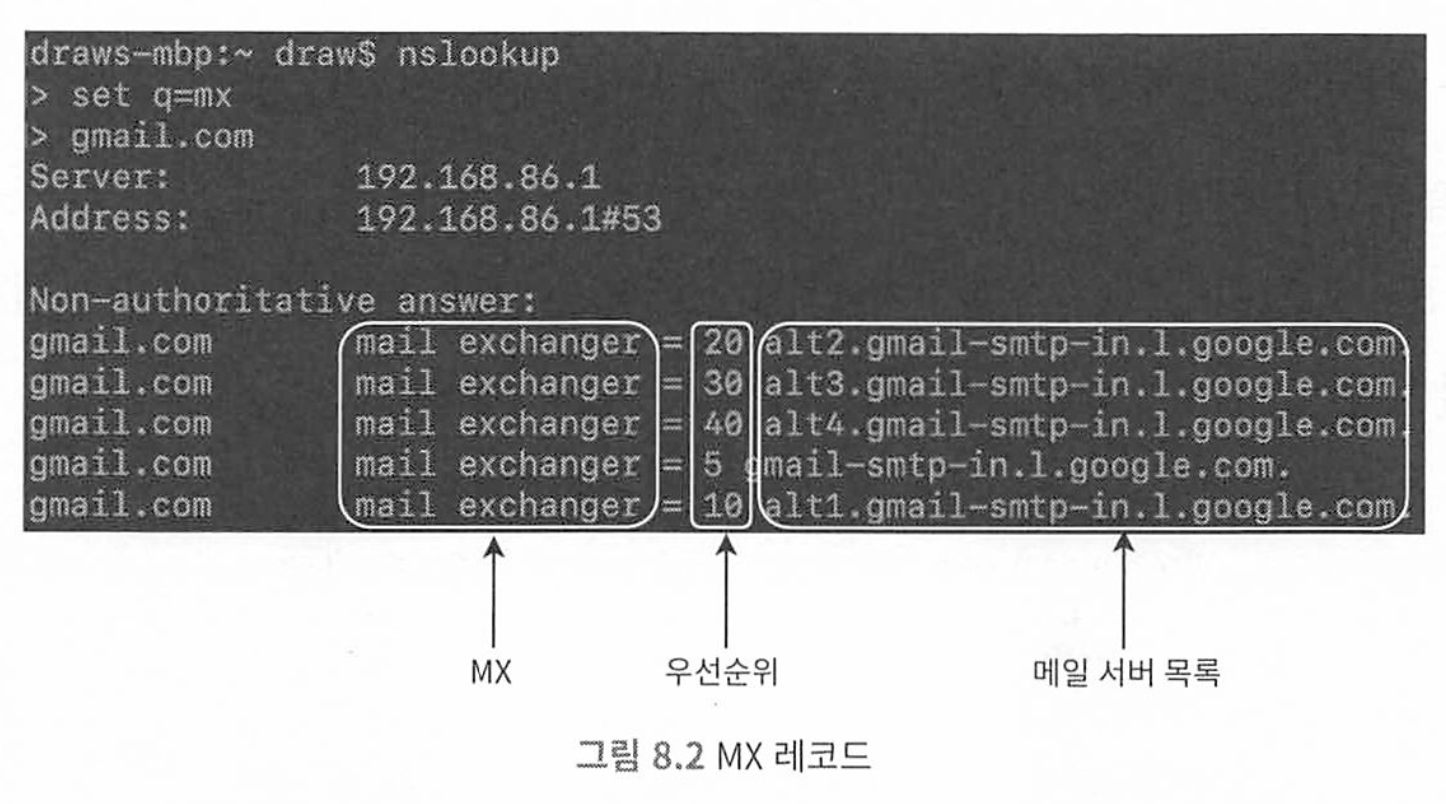 draws-mbp:~ draw$ nslookup
> set q=mx
> gmail.com
Server: 192.168.86.1
Address: 192.168.86.1#53
Non-authoritative answer:
gmail.com mail exchanger = 20 alt2.gmail-smtp-in.l.google.com.
gmail.com mail exchanger = 30 alt3.gmail-smtp-in.l.google.com.
gmail.com mail exchanger = 40 alt4.gmail-smtp-in.l.google.com.
gmail.com mail exchanger = 5 gmail-smtp-in.l.google.com.
gmail.com mail exchanger = 10 alt1.gmail-smtp-in.l.google.com.
MX 우선순위 메일 서버 목록
그림 8.2 MX 레코드